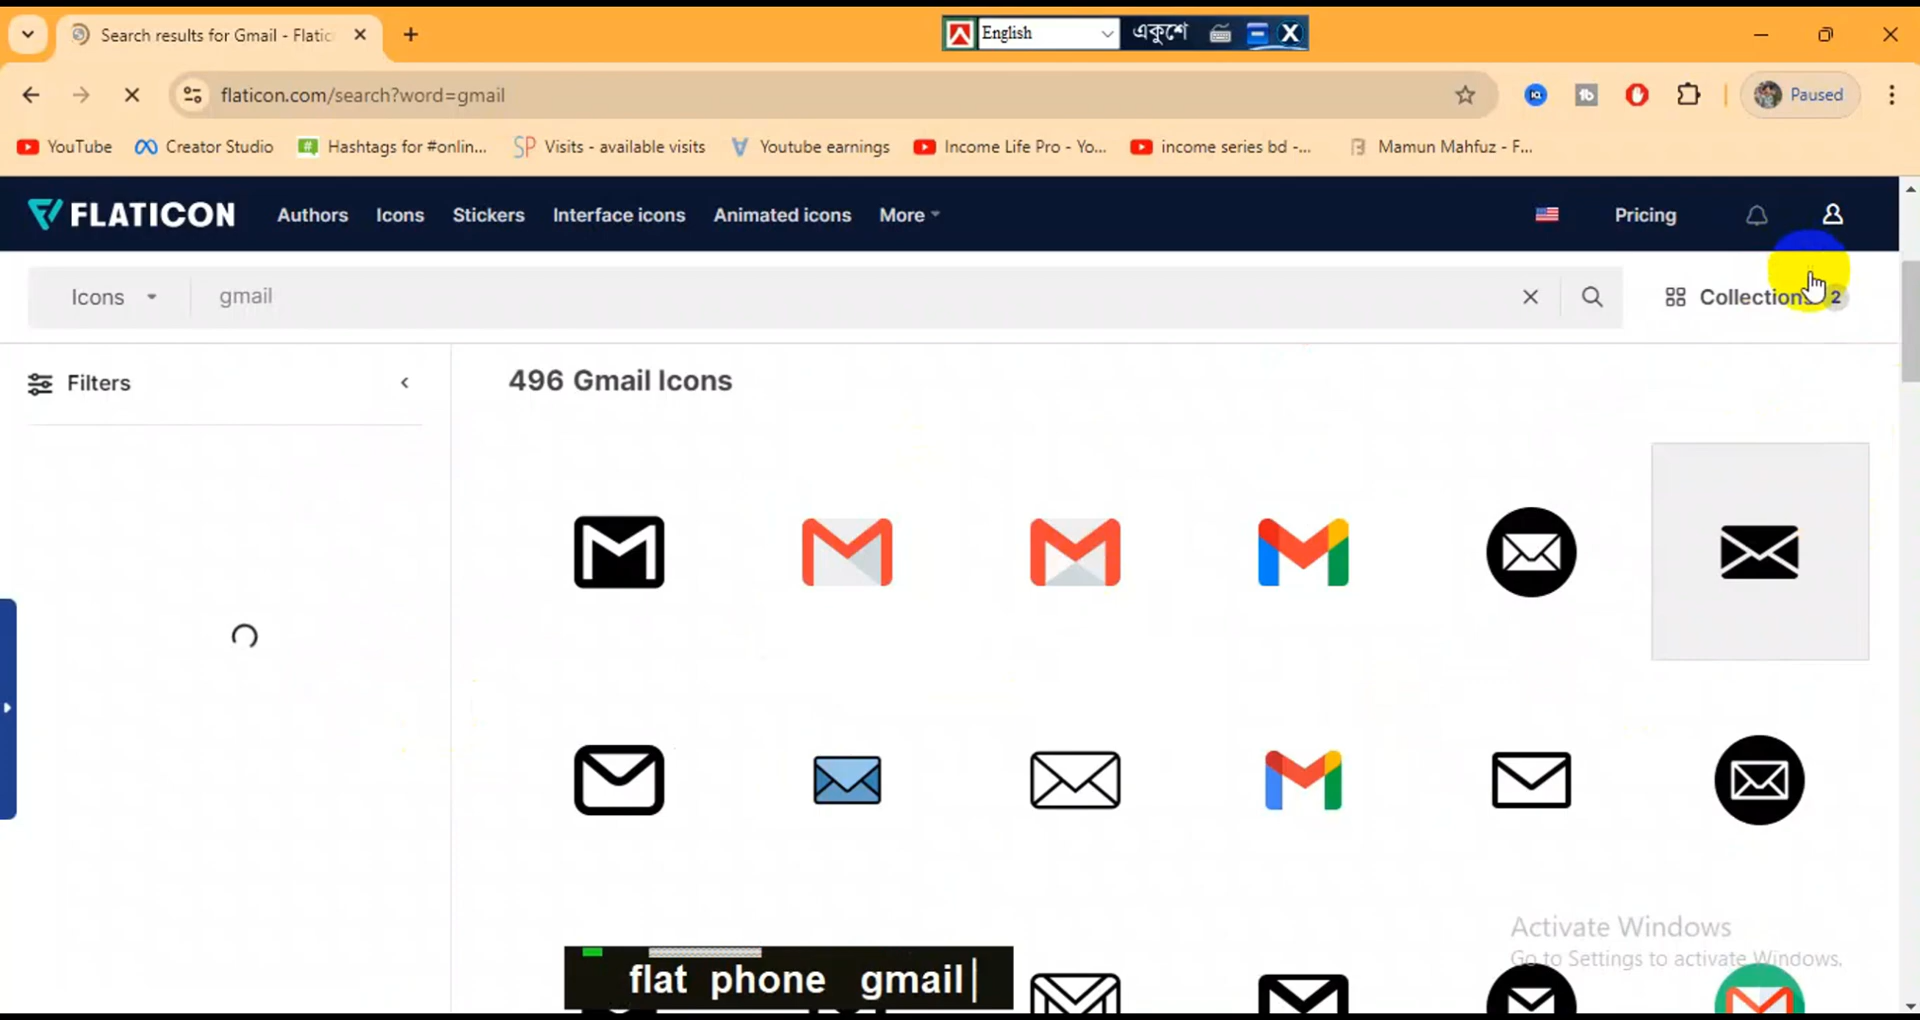 Search results for Gmail - Flatic
English
একুশে
flaticon.com/search?word=gmail
Paused
YouTube
Creator Studio
Hashtags for #onlin...
Visits - available visits
Youtube earnings
Income Life Pro - Yo...
income series bd -...
Mamun Mahfuz - F...
FLATICON
Authors
Icons
Stickers
Interface icons
Animated icons
More
Pricing
Icons
gmail
Collections 2
Filters
496 Gmail Icons
Activate Windows
Go to Settings to activate Windows.
flat phone gmail